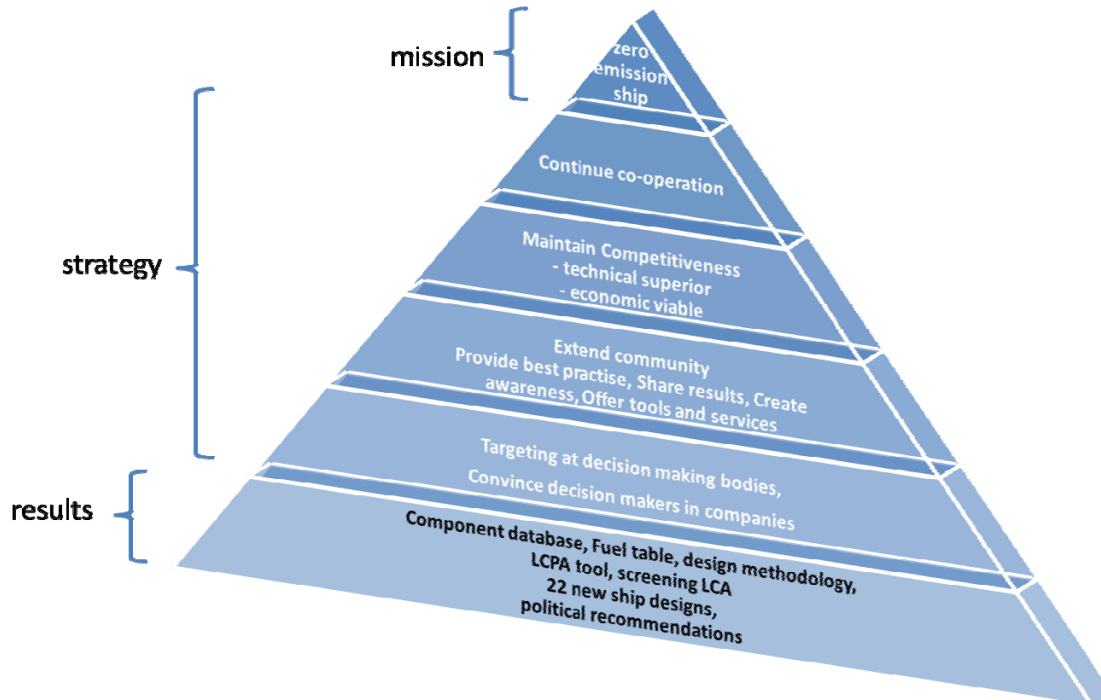 mission
zero
emission
ship
strategy
Continue co-operation
Maintain Competitiveness
- technical superior
- economic viable
Extend community
Provide best practise, Share results, Create
awareness, Offer tools and services
Targeting at decision making bodies,
Convince decision makers in companies
results
Component database, Fuel table, design methodology,
LCPA tool, screening LCA
22 new ship designs,
political recommendations